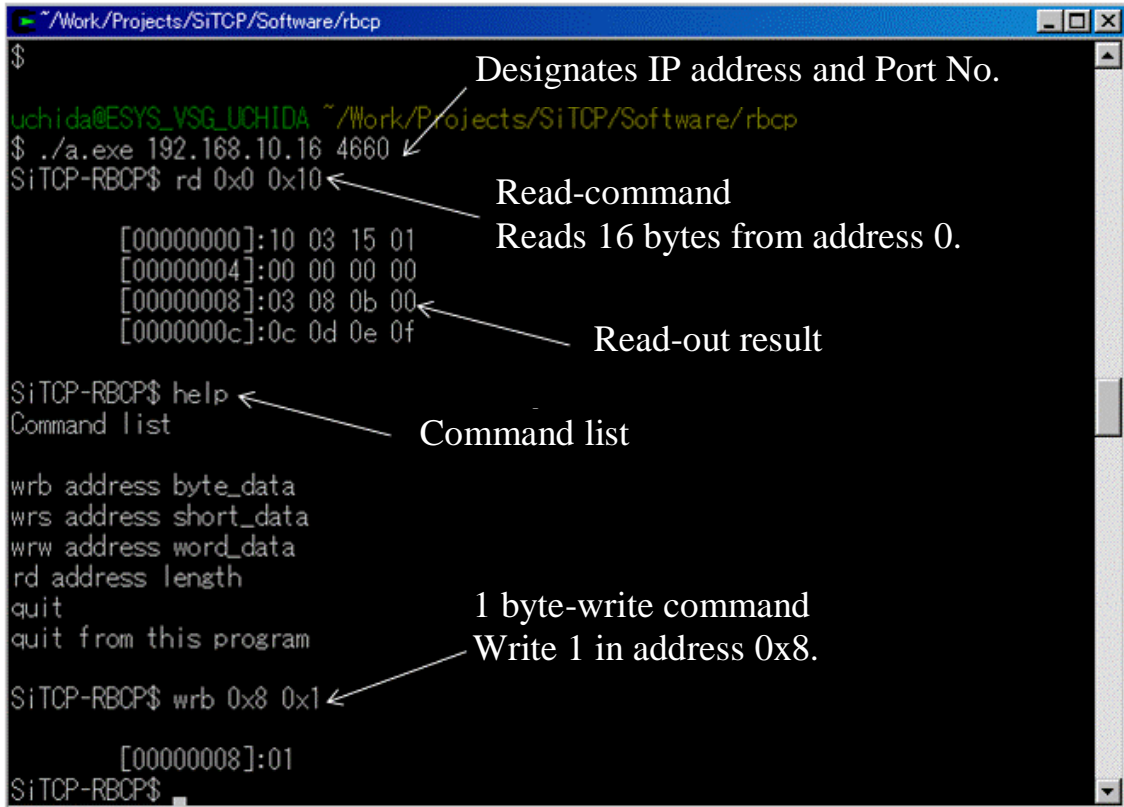 ~/Work/Projects/SiTCP/Software/rbcp
$
Designates IP address and Port No.
uchida@ESYS_VSG_UCHIDA ~/Work/Projects/SiTCP/Software/rbcp
$ ./a.exe 192.168.10.16 4660
SiTCP-RBCP$ rd 0x0 0x10
Read-command
Reads 16 bytes from address 0.
[00000000]:10 03 15 01
[00000004]:00 00 00 00
[00000008]:03 08 0b 00
[0000000c]:0c 0d 0e 0f
Read-out result
SiTCP-RBCP$ help
Command list
Command list
wrb address byte_data
wrs address short_data
wrw address word_data
rd address length
quit
quit from this program
1 byte-write command
Write 1 in address 0x8.
SiTCP-RBCP$ wrb 0x8 0x1
[00000008]:01
SiTCP-RBCP$